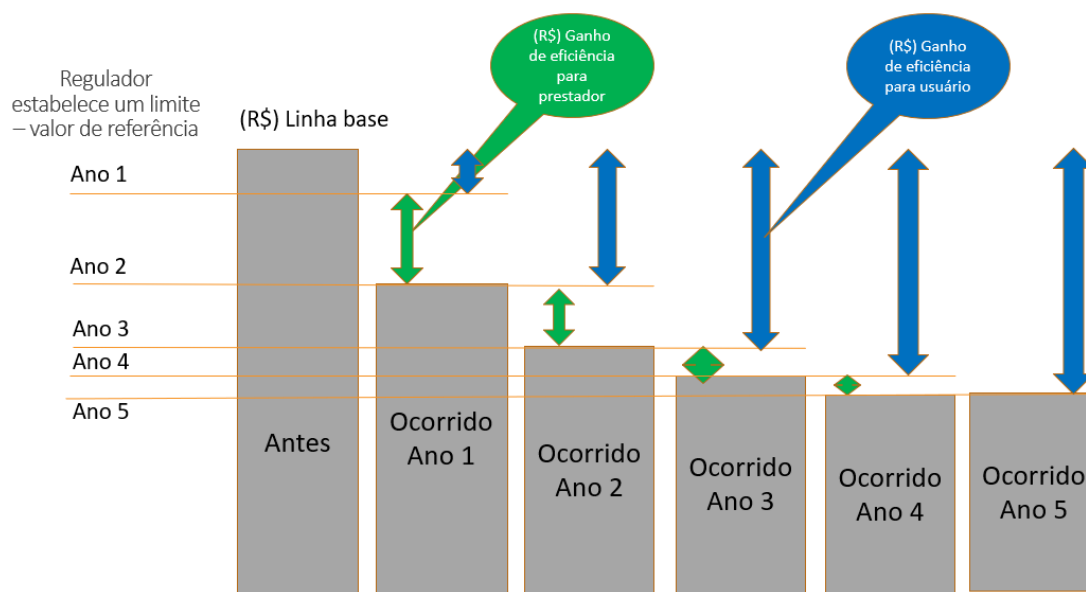 (R$) Ganho
de eficiência
para
prestador
(R$) Ganho
de eficiência
para usuário
Regulador
estabelece um limite
– valor de referência
(R$) Linha base
Ano 1
Ano 2
Ano 3
Ano 4
Ano 5
Antes
Ocorrido
Ano 1
Ocorrido
Ano 2
Ocorrido
Ano 3
Ocorrido
Ano 4
Ocorrido
Ano 5